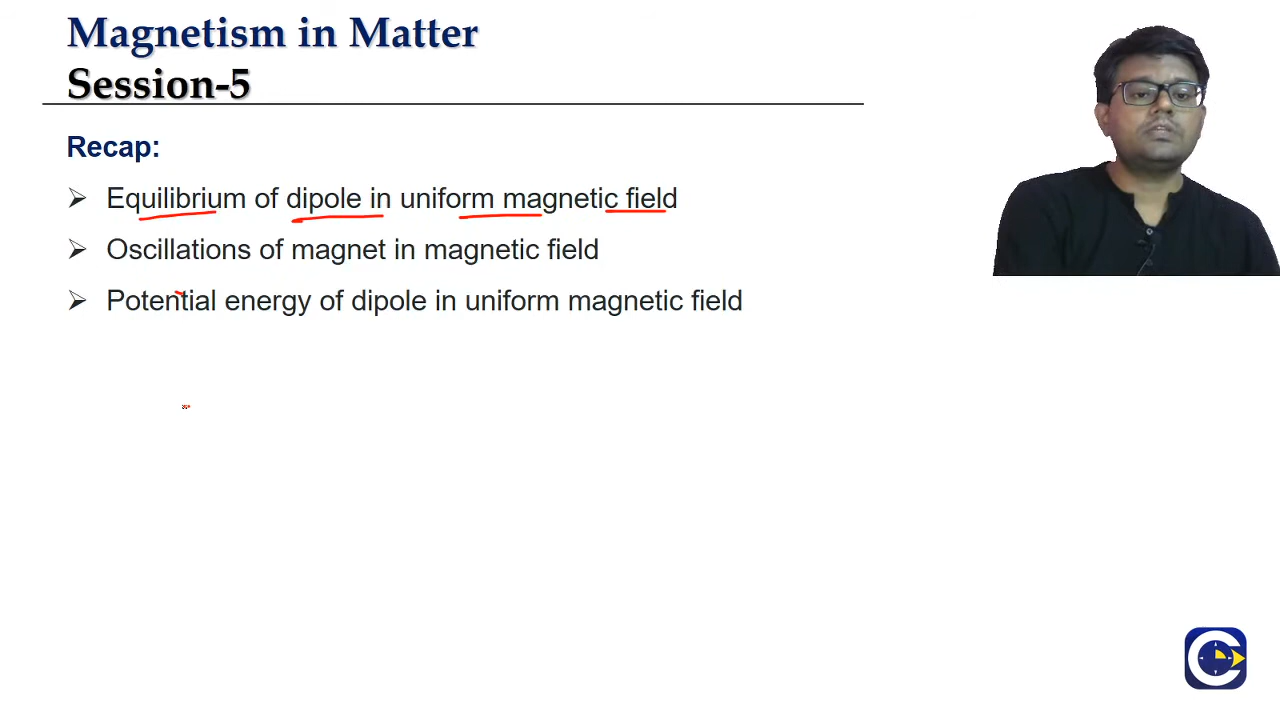 Magnetism in Matter
Session-5
Recap:
➢ Equilibrium of dipole in uniform magnetic field
➢ Oscillations of magnet in magnetic field
➢ Potential energy of dipole in uniform magnetic field